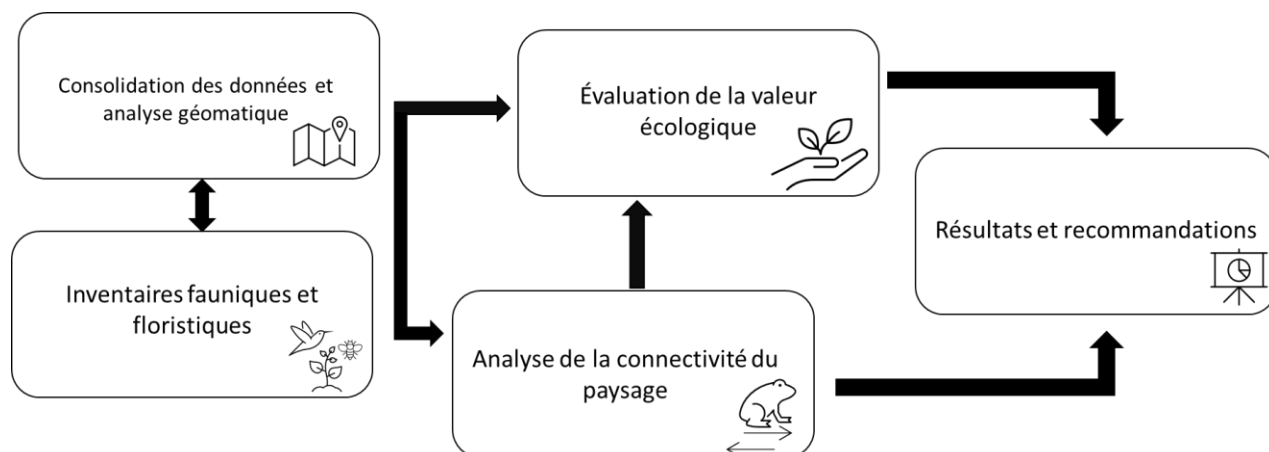 Consolidation des données et
analyse géomatique
Inventaires fauniques et
floristiques
Évaluation de la valeur
écologique
Analyse de la connectivité du
paysage
Résultats et recommandations